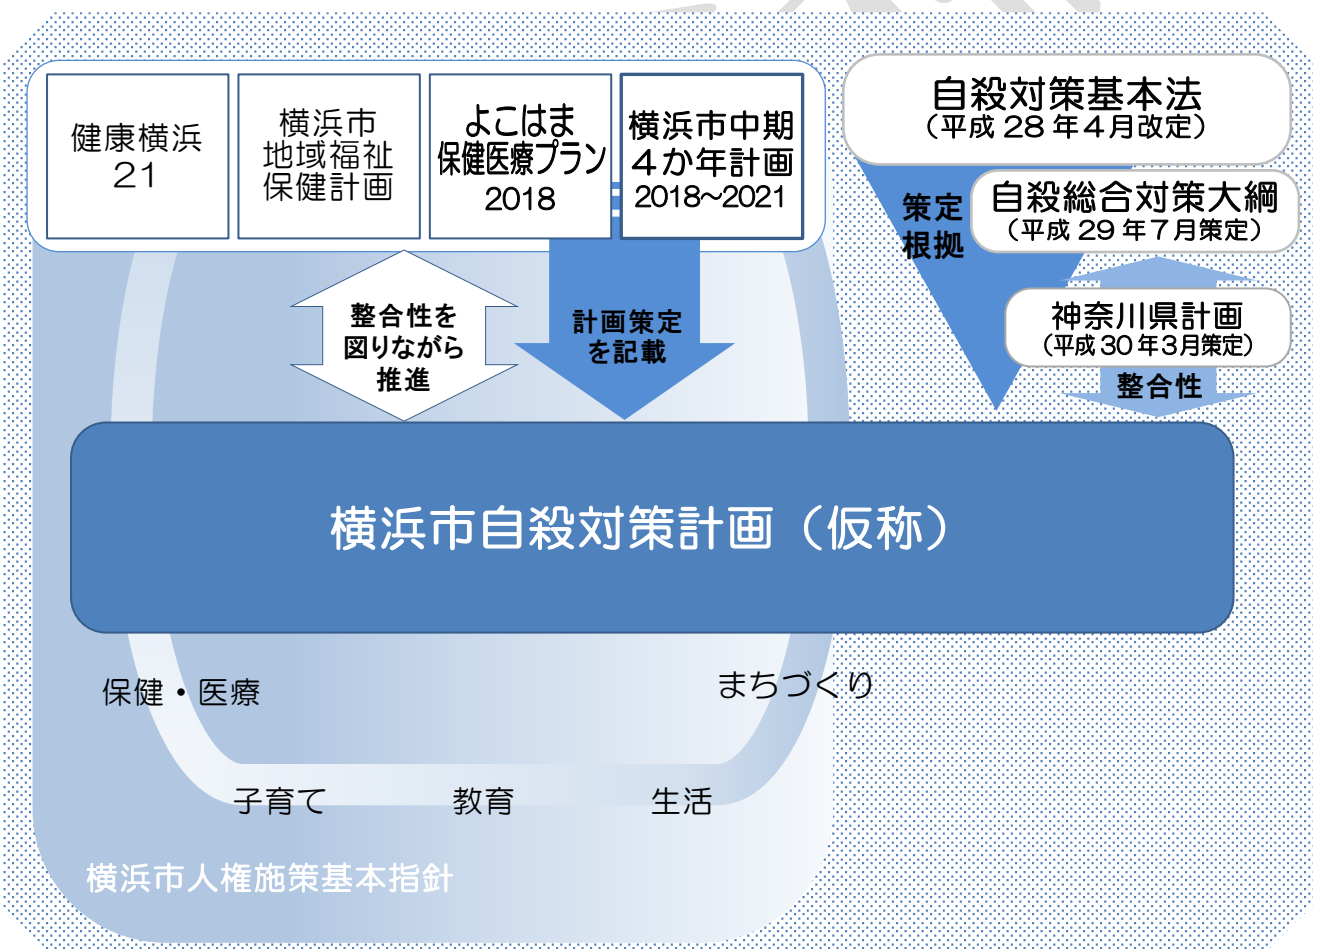 健康横浜
21
横浜市
地域福祉
保健計画
よこはま
保健医療プラン
2018
横浜市中期
4か年計画
2018~2021
自殺対策基本法
(平成28年4月改定)
策定
根拠
自殺総合対策大綱
(平成29年7月策定)
神奈川県計画
(平成30年3月策定)
整合性
整合性を
図りながら
推進
計画策定
を記載
横浜市自殺対策計画(仮称)
保健・医療
まちづくり
子育て
教育
生活
横浜市人権施策基本指針